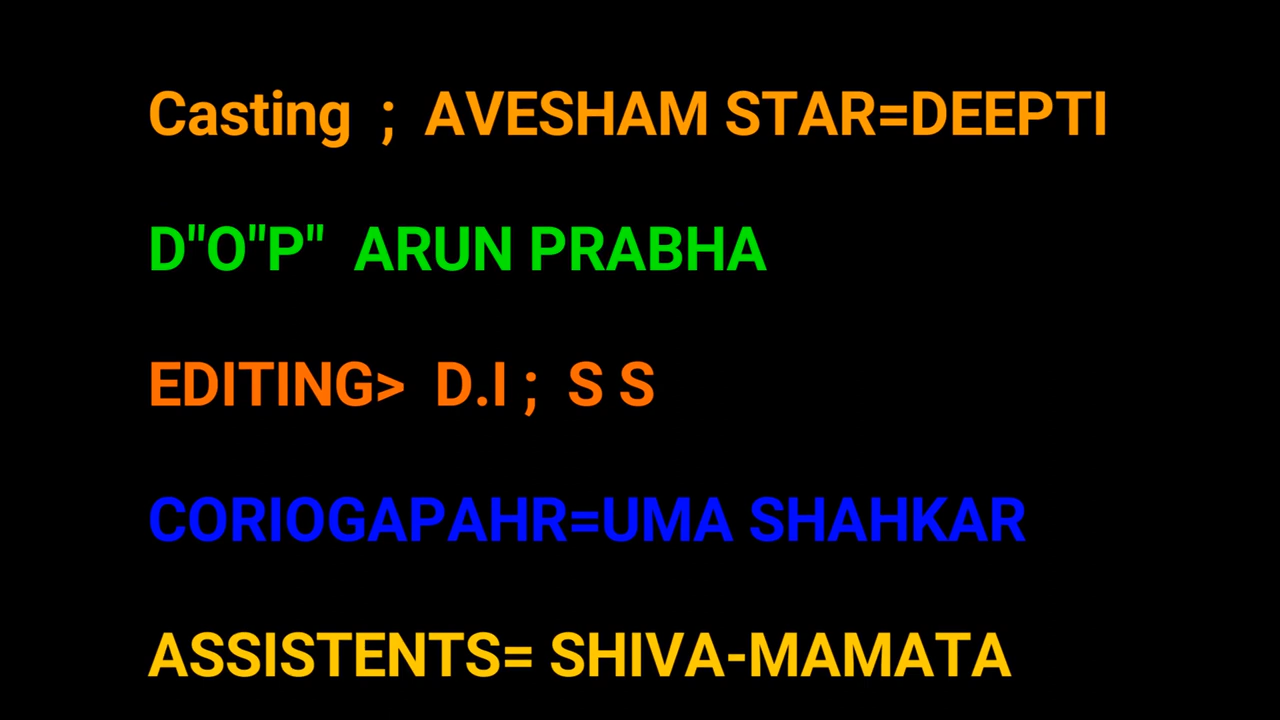 Casting ; AVESHAM STAR=DEEPTI
D"O"P" ARUN PRABHA
EDITING> D.I ; S S
CORIOGAPAHR=UMA SHAHKAR
ASSISTENTS= SHIVA-MAMATA